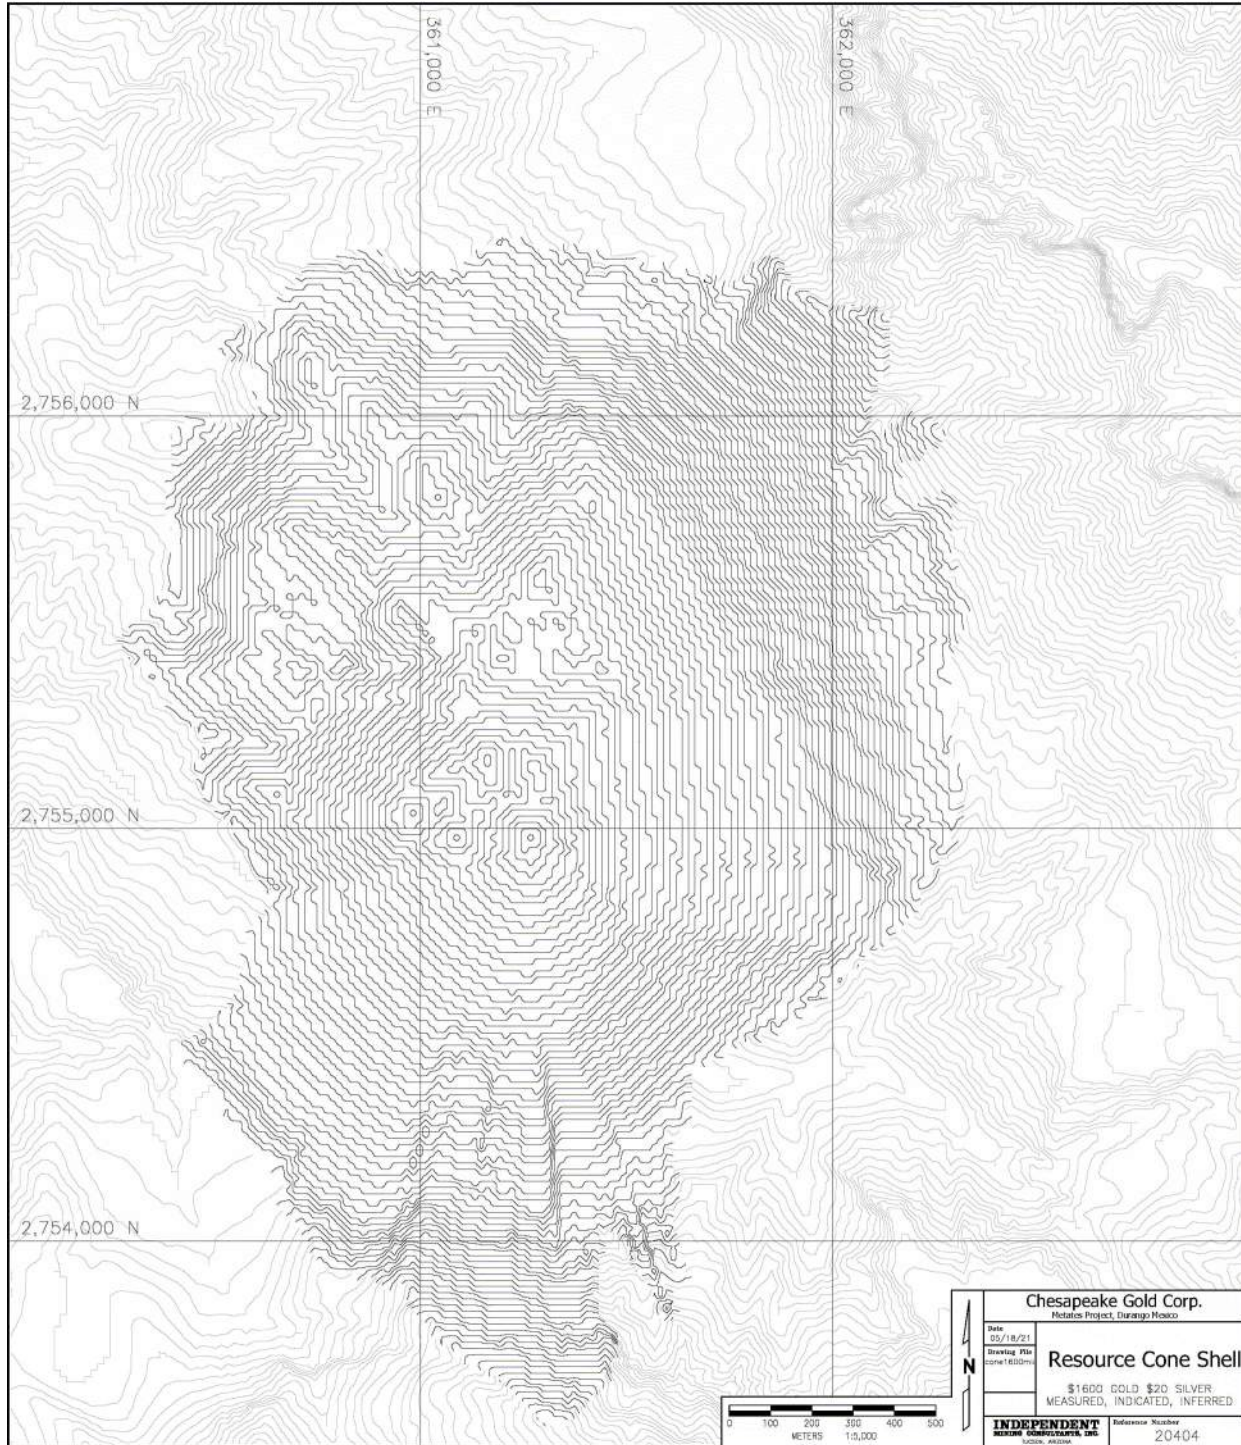 361,000 E
362,000 E
2,756,000 N
2,755,000 N
2,754,000 N
Chesapeake Gold Corp.
Metates Project, Durango Mexico
Date
05/18/21
Drawing File
Resource Cone Shell
$1600 GOLD $20 SILVER
MEASURED, INDICATED, INFERRED
N
0 100 200 300 400 500
METERS 1:5,000
INDEPENDENT
MINING CONSULTANTS, INC.
TUCSON, ARIZONA
Reference Number
20404